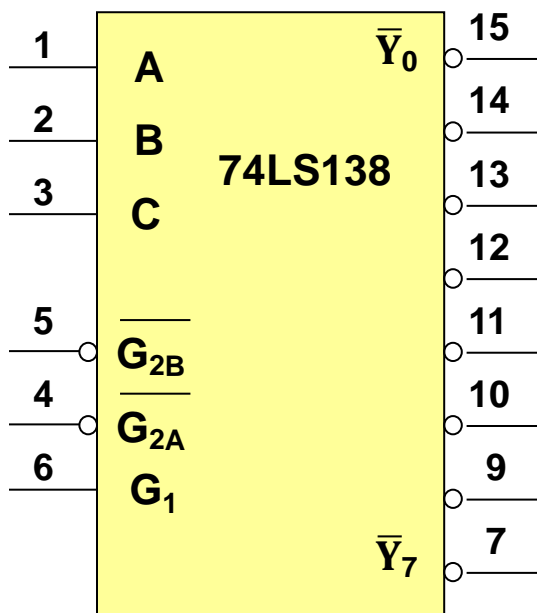 1 A Y̅₀ 15
2 B 14
74LS138
3 C 13
12
5 G̅₂B̅ 11
4 G̅₂A̅ 10
6 G₁ 9
Y̅₇ 7